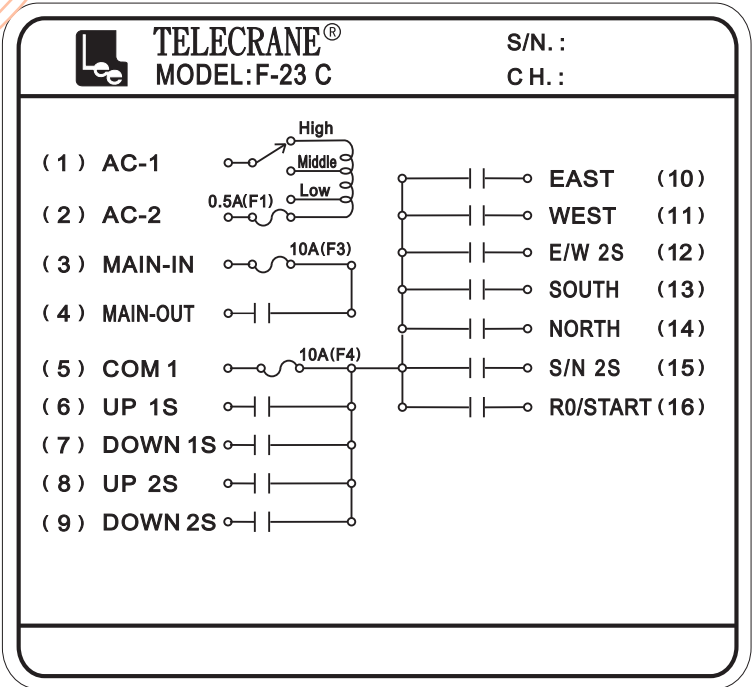 Lee
TELECRANE®
MODEL:F-23 C
S/N. :
C H. :
( 1 ) AC-1
High
Middle
Low
( 2 ) AC-2
0.5A(F1)
( 3 ) MAIN-IN
10A(F3)
( 4 ) MAIN-OUT
( 5 ) COM 1
10A(F4)
( 6 ) UP 1S
( 7 ) DOWN 1S
( 8 ) UP 2S
( 9 ) DOWN 2S
EAST (10)
WEST (11)
E/W 2S (12)
SOUTH (13)
NORTH (14)
S/N 2S (15)
R0/START (16)